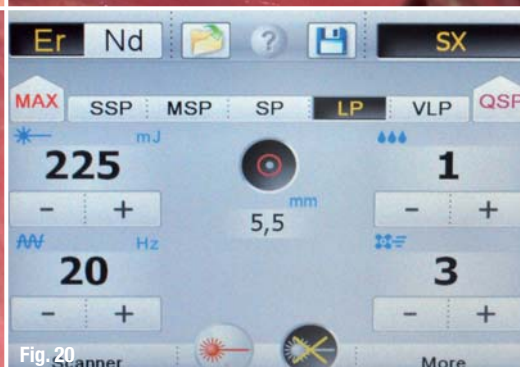 Er Nd ? SX
MAX SSP MSP SP LP VLP QSP
mJ
225 1
- + mm - +
5,5
Hz
20 3
- + - +
Fig. 20
Scanner More